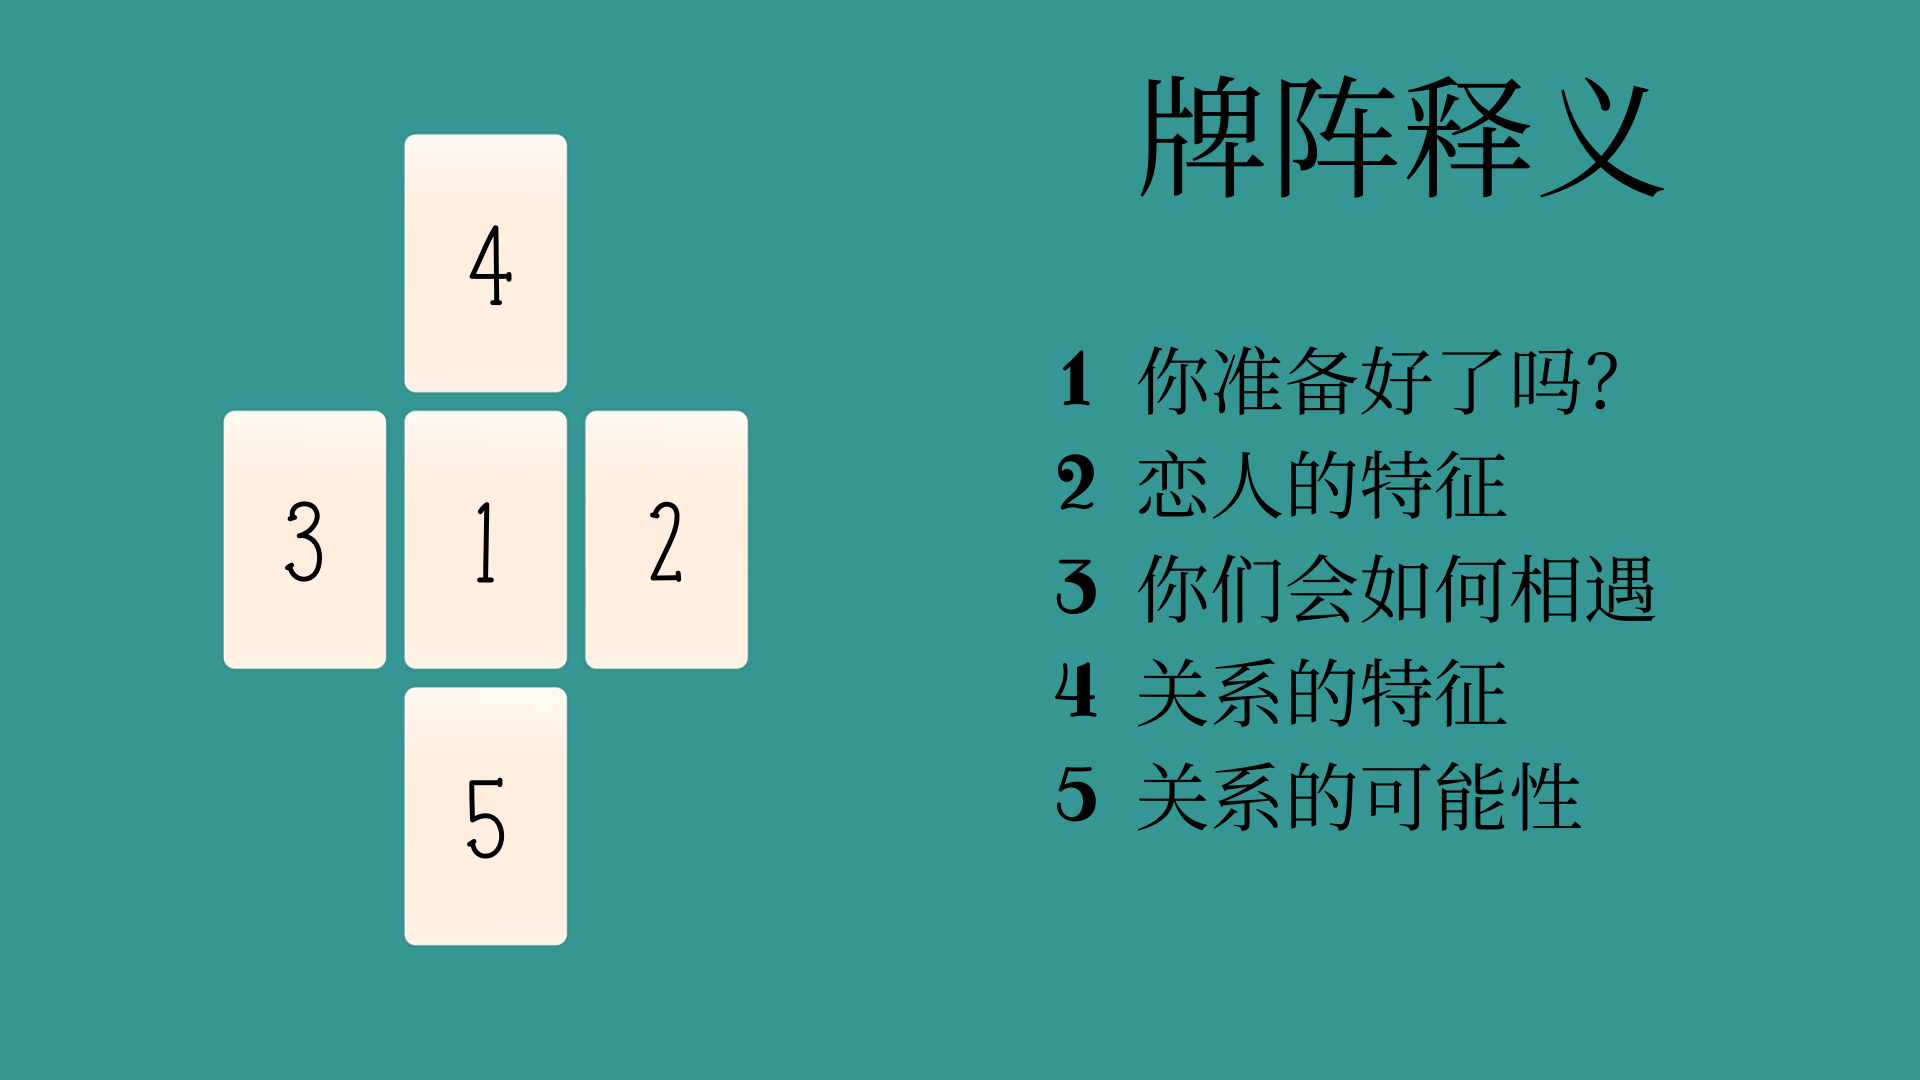 牌阵释义
4
3 1 2
5
1 你准备好了吗?
2 恋人的特征
3 你们会如何相遇
4 关系的特征
5 关系的可能性